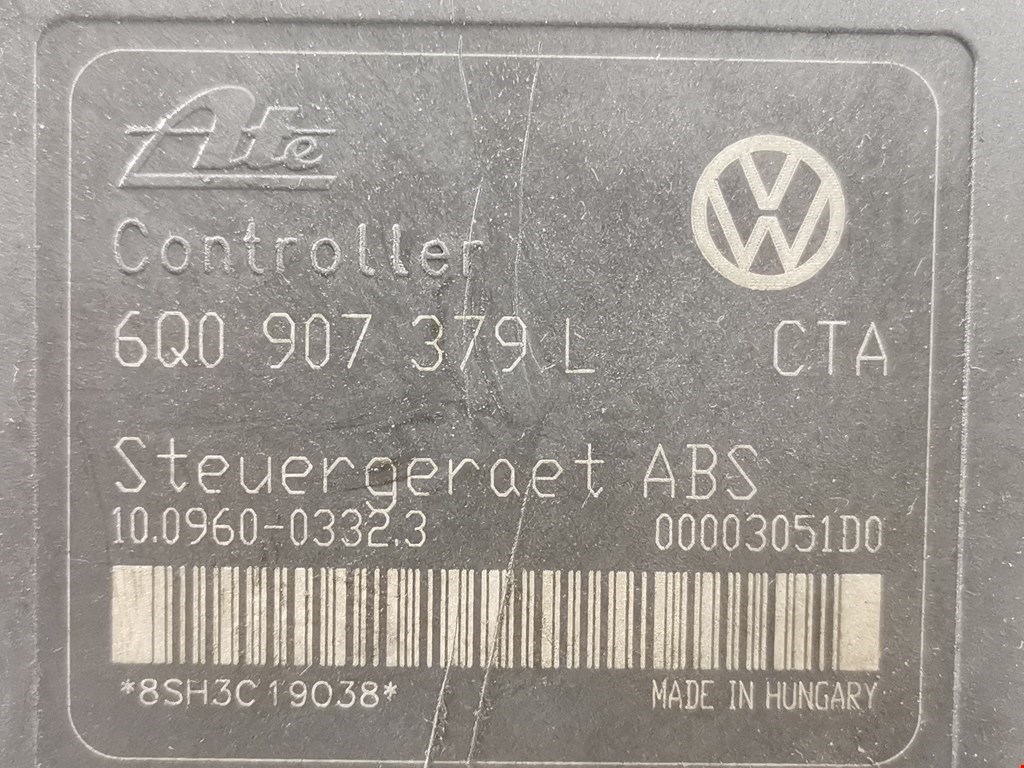 Ate
Controller
6Q0 907 379 L CTA
Steuergeraet ABS
10.0960-0332.3 00003051D0
*8SH3C19038* MADE IN HUNGARY